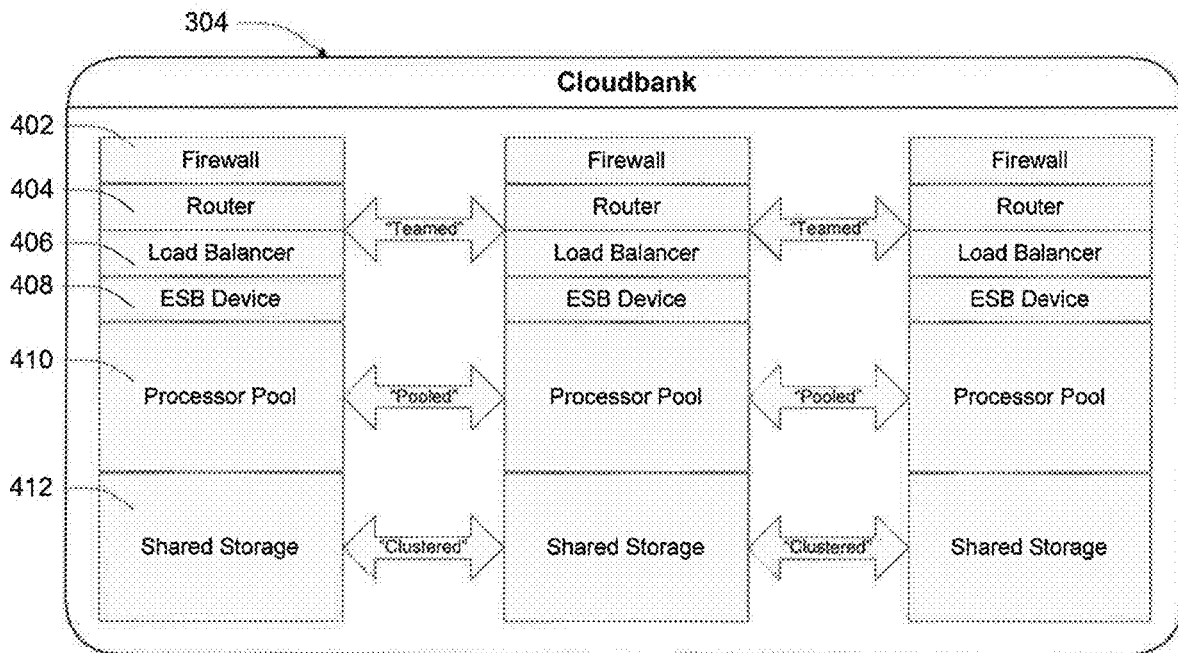 304
Cloudbank
402
Firewall
Firewall
Firewall
404
Router
Router
Router
"Teamed"
"Teamed"
406
Load Balancer
Load Balancer
Load Balancer
408
ESB Device
ESB Device
ESB Device
410
Processor Pool
"Pooled"
Processor Pool
"Pooled"
Processor Pool
412
Shared Storage
"Clustered"
Shared Storage
"Clustered"
Shared Storage